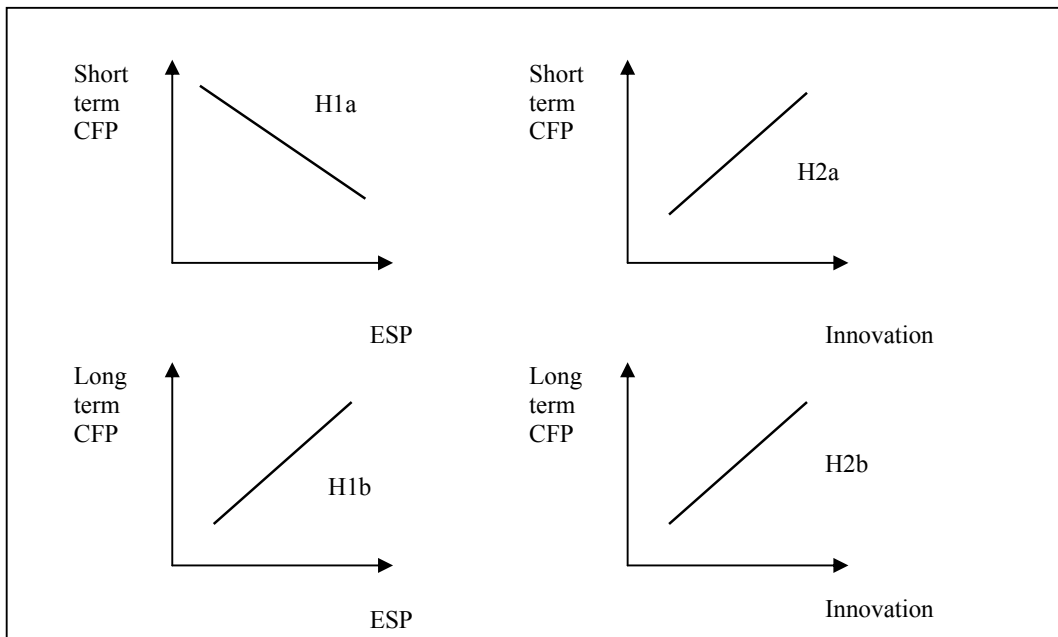 Short
term
CFP
H1a
ESP
Short
term
CFP
H2a
Innovation
Long
term
CFP
H1b
ESP
Long
term
CFP
H2b
Innovation